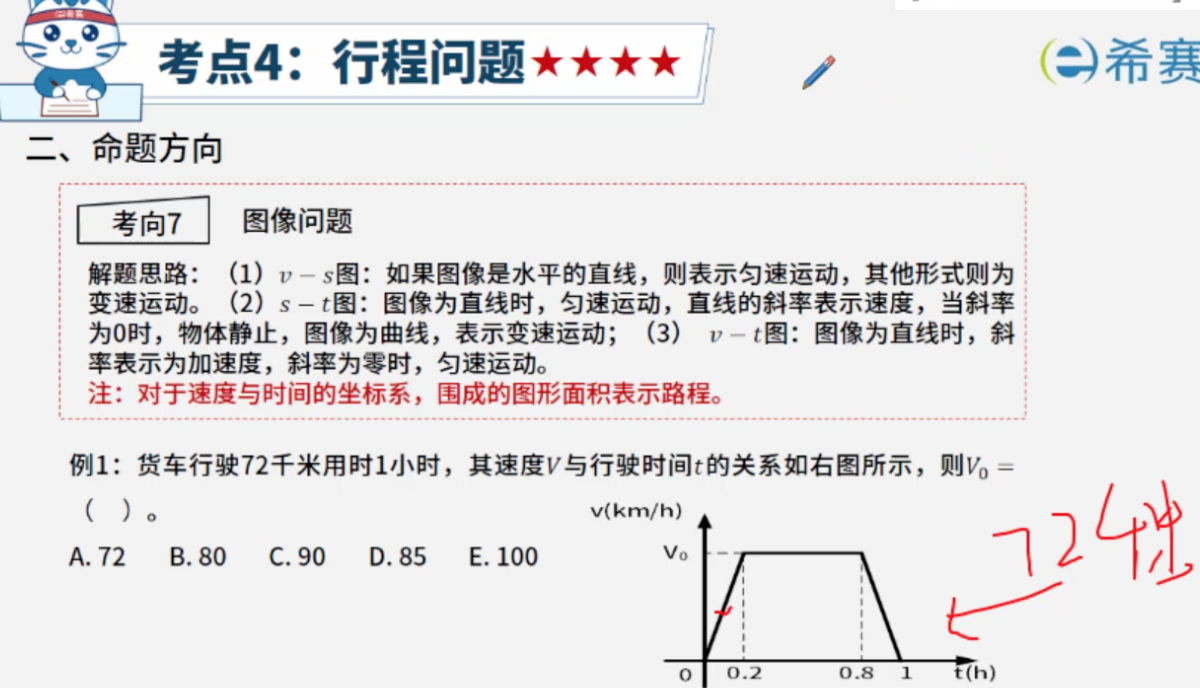 考点4：行程问题★★★★
希赛
二、命题方向
考向7 图像问题
解题思路：（1）v－s图：如果图像是水平的直线，则表示匀速运动，其他形式则为
变速运动。（2）s－t图：图像为直线时，匀速运动，直线的斜率表示速度，当斜率
为0时，物体静止，图像为曲线，表示变速运动；（3） v－t图：图像为直线时，斜
率表示为加速度，斜率为零时，匀速运动。
注：对于速度与时间的坐标系，围成的图形面积表示路程。
例1：货车行驶72千米用时1小时，其速度V与行驶时间t的关系如右图所示，则V₀＝
（ ）。
A. 72 B. 80 C. 90 D. 85 E. 100
v(km/h)
V₀
0 0.2 0.8 1 t(h)
72